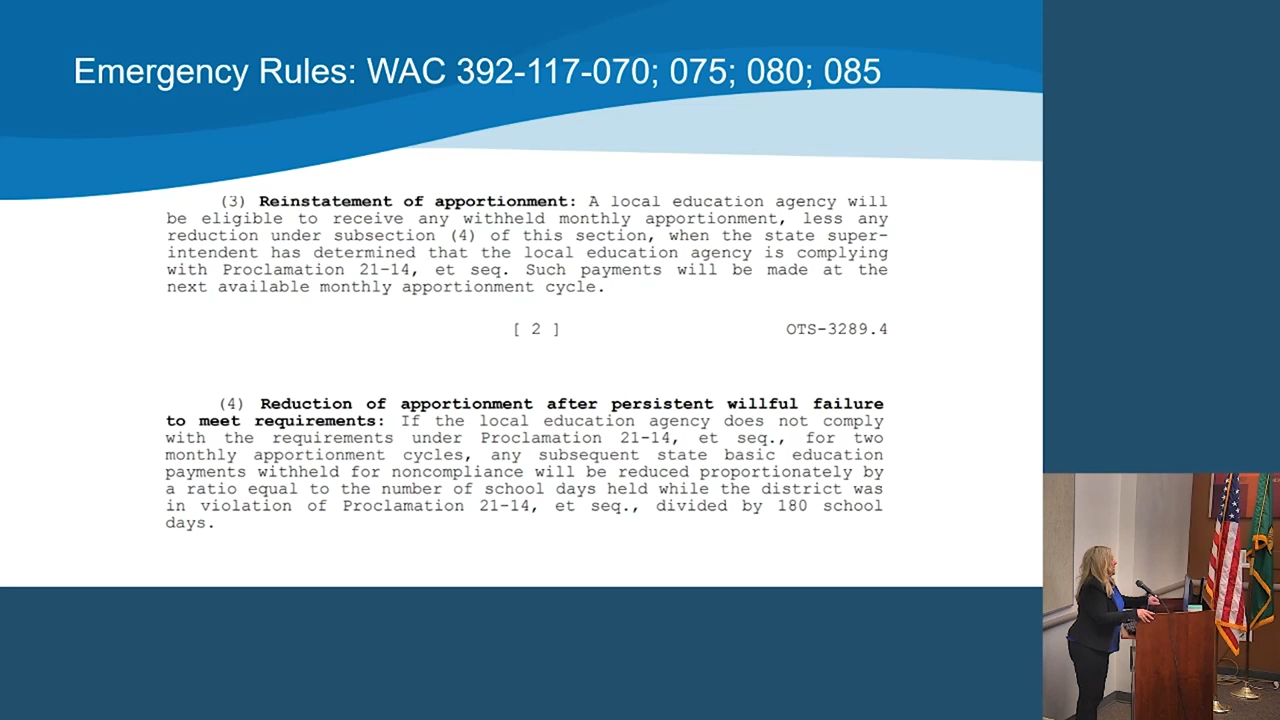 Emergency Rules: WAC 392-117-070; 075; 080; 085
(3) Reinstatement of apportionment: A local education agency will
be eligible to receive any withheld monthly apportionment, less any
reduction under subsection (4) of this section, when the state super-
intendent has determined that the local education agency is complying
with Proclamation 21-14, et seq. Such payments will be made at the
next available monthly apportionment cycle.
[ 2 ] OTS-3289.4
(4) Reduction of apportionment after persistent willful failure
to meet requirements: If the local education agency does not comply
with the requirements under Proclamation 21-14, et seq., for two
monthly apportionment cycles, any subsequent state basic education
payments withheld for noncompliance will be reduced proportionately by
a ratio equal to the number of school days held while the district was
in violation of Proclamation 21-14, et seq., divided by 180 school
days.